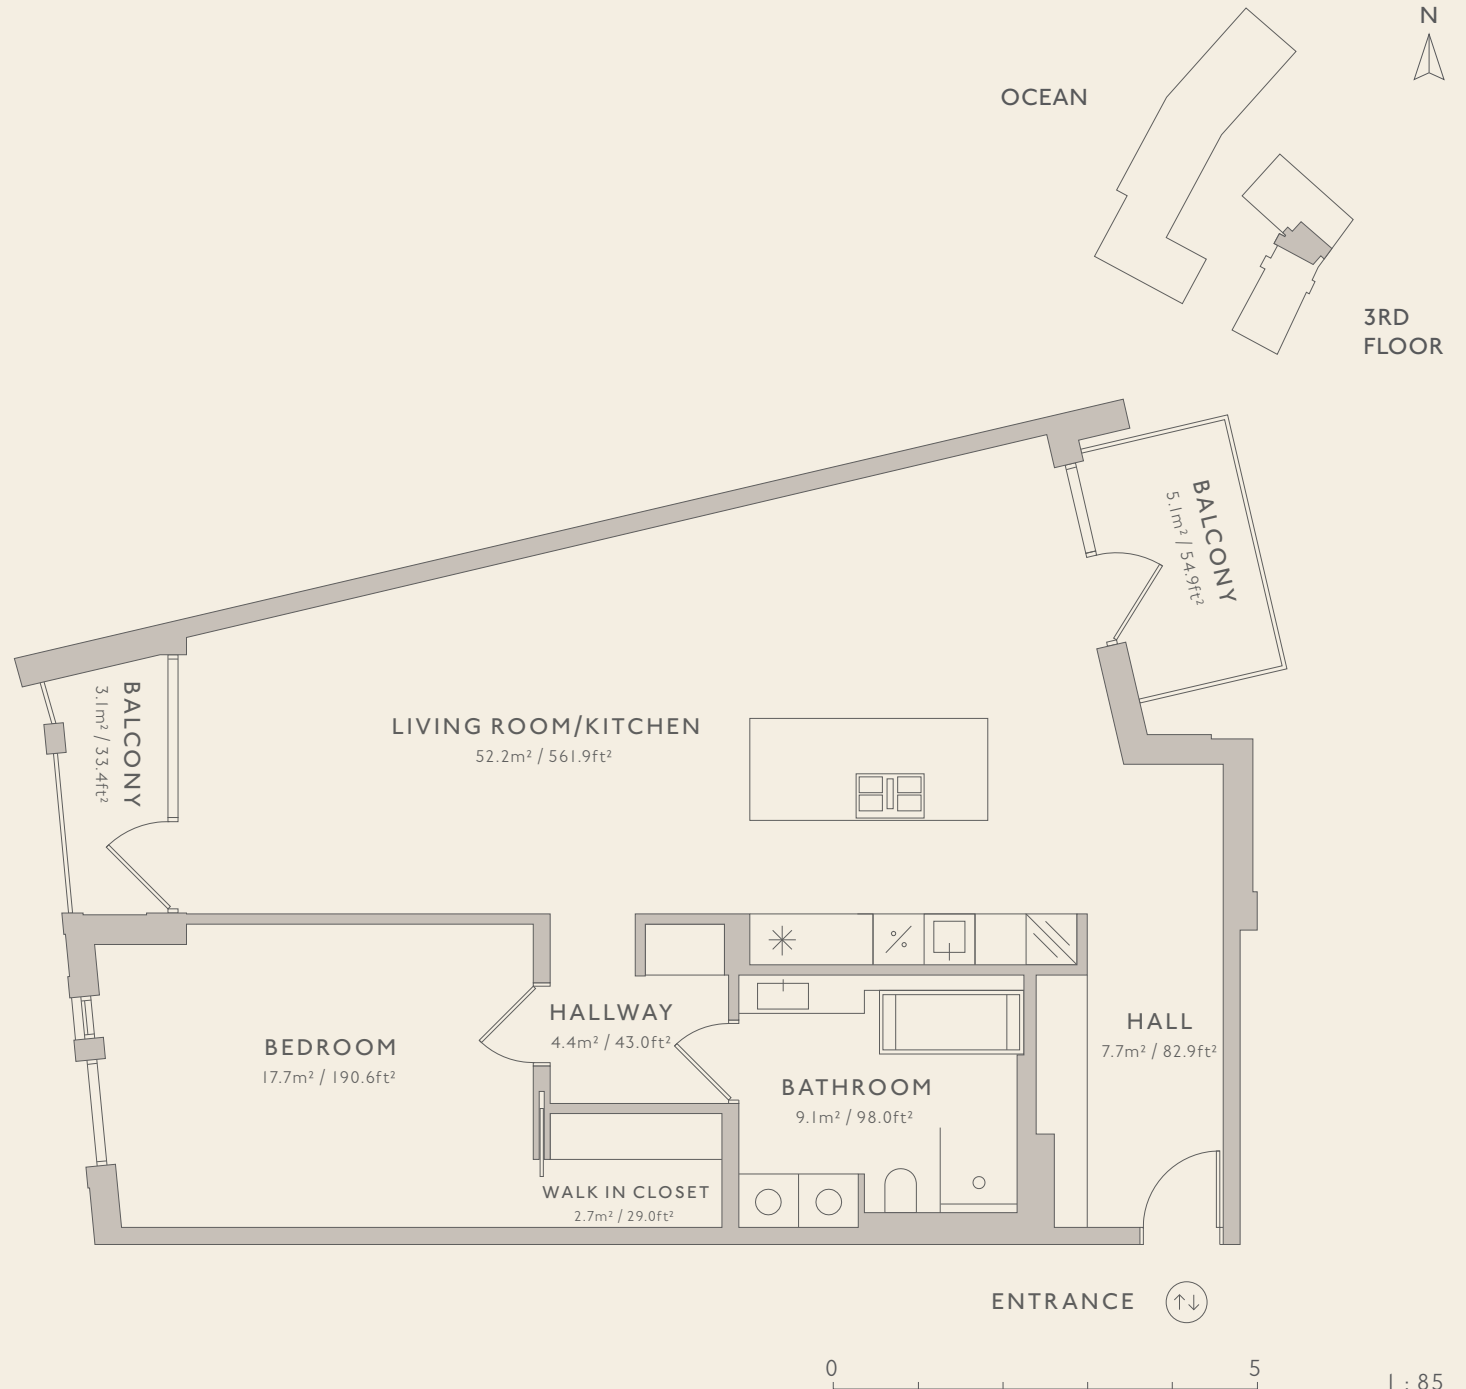 N
OCEAN
3RD
FLOOR
BALCONY
5.1m² / 54.9ft²
BALCONY
3.1m² / 33.4ft²
LIVING ROOM/KITCHEN
52.2m² / 561.9ft²
HALLWAY
4.4m² / 43.0ft²
HALL
7.7m² / 82.9ft²
BEDROOM
17.7m² / 190.6ft²
BATHROOM
9.1m² / 98.0ft²
WALK IN CLOSET
2.7m² / 29.0ft²
ENTRANCE
0 5
1 : 85